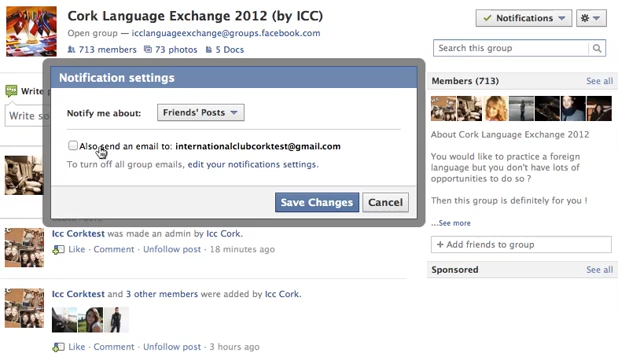 Cork Language Exchange 2012 (by ICC)
Open group — icclanguageexchange@groups.facebook.com
713 members 73 photos 5 Docs
Notifications
Search this group
Write
Write so
Notification settings
Notify me about: Friends' Posts
Also send an email to: internationalclubcorktest@gmail.com
To turn off all group emails, edit your notifications settings.
Save Changes Cancel
Icc Corktest was made an admin by Icc Cork.
Like · Comment · Unfollow post · 18 minutes ago
Icc Corktest and 3 other members were added by Icc Cork.
Like · Comment · Unfollow post · 3 hours ago
Members (713) See all
About Cork Language Exchange 2012
You would like to practice a foreign
language but you don't have lots of
opportunities to do so ?
Then this group is definitely for you !
...See more
+ Add friends to group
Sponsored See all